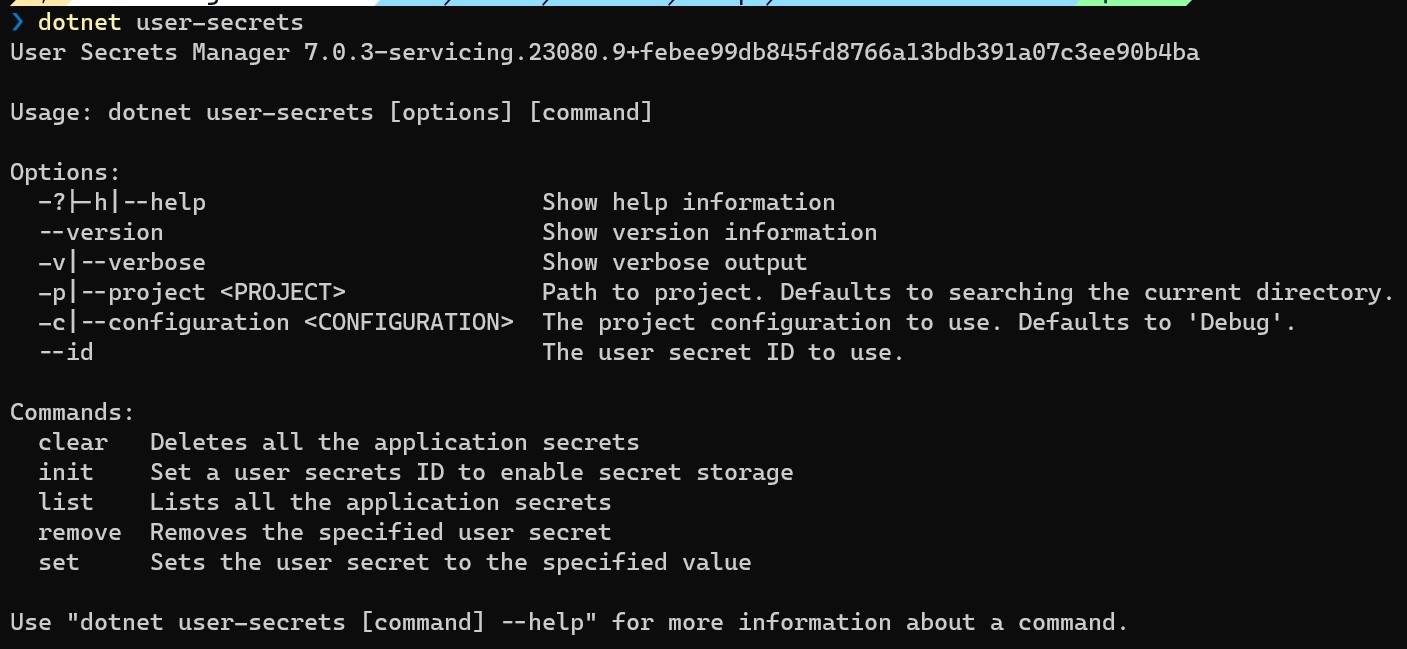 ❯ dotnet user-secrets
User Secrets Manager 7.0.3-servicing.23080.9+febee99db845fd8766a13bdb391a07c3ee90b4ba
Usage: dotnet user-secrets [options] [command]
Options:
-?|-h|--help Show help information
--version Show version information
-v|--verbose Show verbose output
-p|--project <PROJECT> Path to project. Defaults to searching the current directory.
-c|--configuration <CONFIGURATION> The project configuration to use. Defaults to 'Debug'.
--id The user secret ID to use.
Commands:
clear Deletes all the application secrets
init Set a user secrets ID to enable secret storage
list Lists all the application secrets
remove Removes the specified user secret
set Sets the user secret to the specified value
Use "dotnet user-secrets [command] --help" for more information about a command.